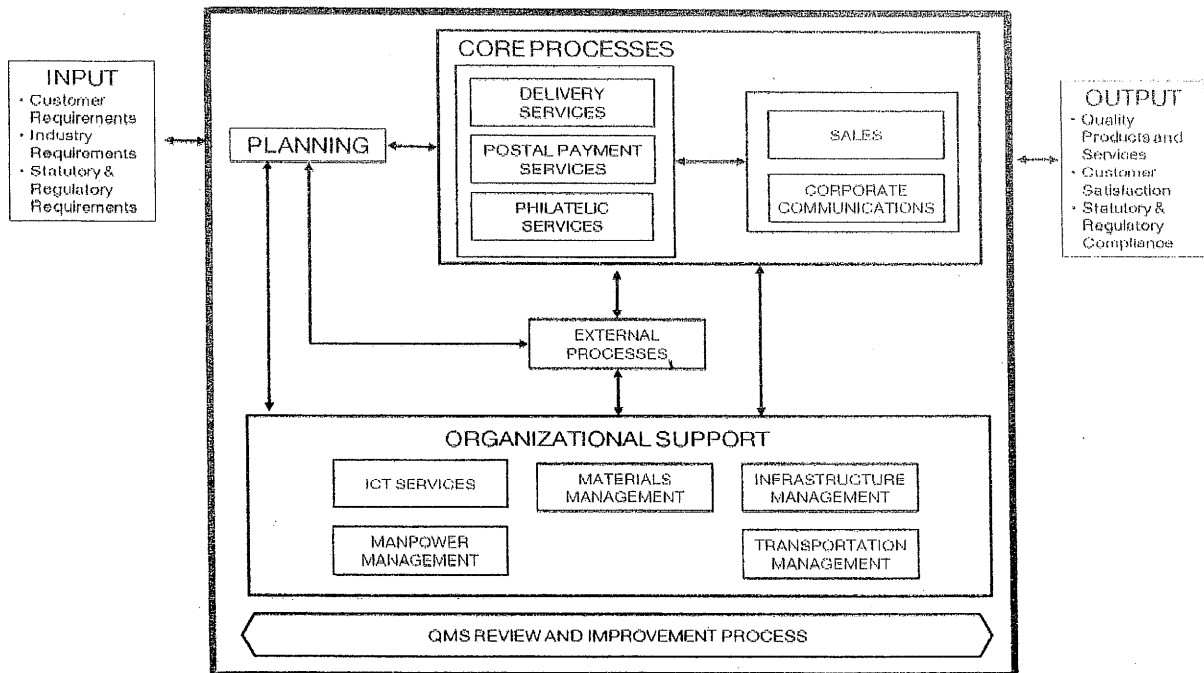 CORE PROCESSES
INPUT
• Customer
Requirements
• Industry
Requirements
• Statutory &
Regulatory
Requirements
PLANNING
DELIVERY
SERVICES
POSTAL PAYMENT
SERVICES
PHILATELIC
SERVICES
SALES
CORPORATE
COMMUNICATIONS
OUTPUT
• Quality
Products and
Services
• Customer
Satisfaction
• Statutory &
Regulatory
Compliance
EXTERNAL
PROCESSES
ORGANIZATIONAL SUPPORT
ICT SERVICES
MATERIALS
MANAGEMENT
INFRASTRUCTURE
MANAGEMENT
MANPOWER
MANAGEMENT
TRANSPORTATION
MANAGEMENT
QMS REVIEW AND IMPROVEMENT PROCESS